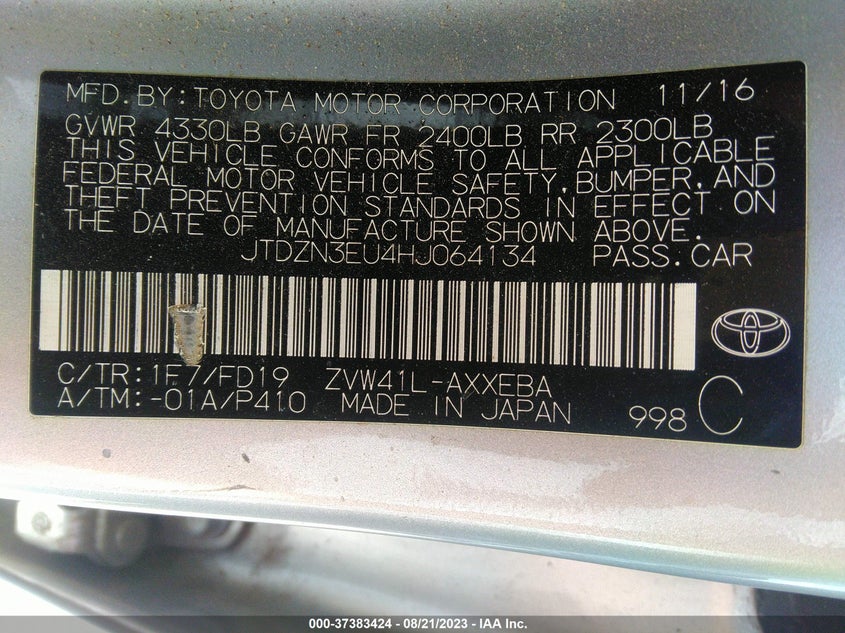 MFD.BY:TOYOTA MOTOR CORPORATION 11/16
GVWR 4330LB GAWR FR 2400LB RR 2300LB
THIS VEHICLE CONFORMS TO ALL APPLICABLE
FEDERAL MOTOR VEHICLE SAFETY,BUMPER,AND
THEFT PREVENTION STANDARDS IN EFFECT ON
THE DATE OF MANUFACTURE SHOWN ABOVE.
JTDZN3EU4HJ064134 PASS.CAR
C/TR:1F7/FD19 ZVW41L-AXXEBA
A/TM:-01A/P410 MADE IN JAPAN 998 C
000-37383424 - 08/21/2023 - IAA Inc.